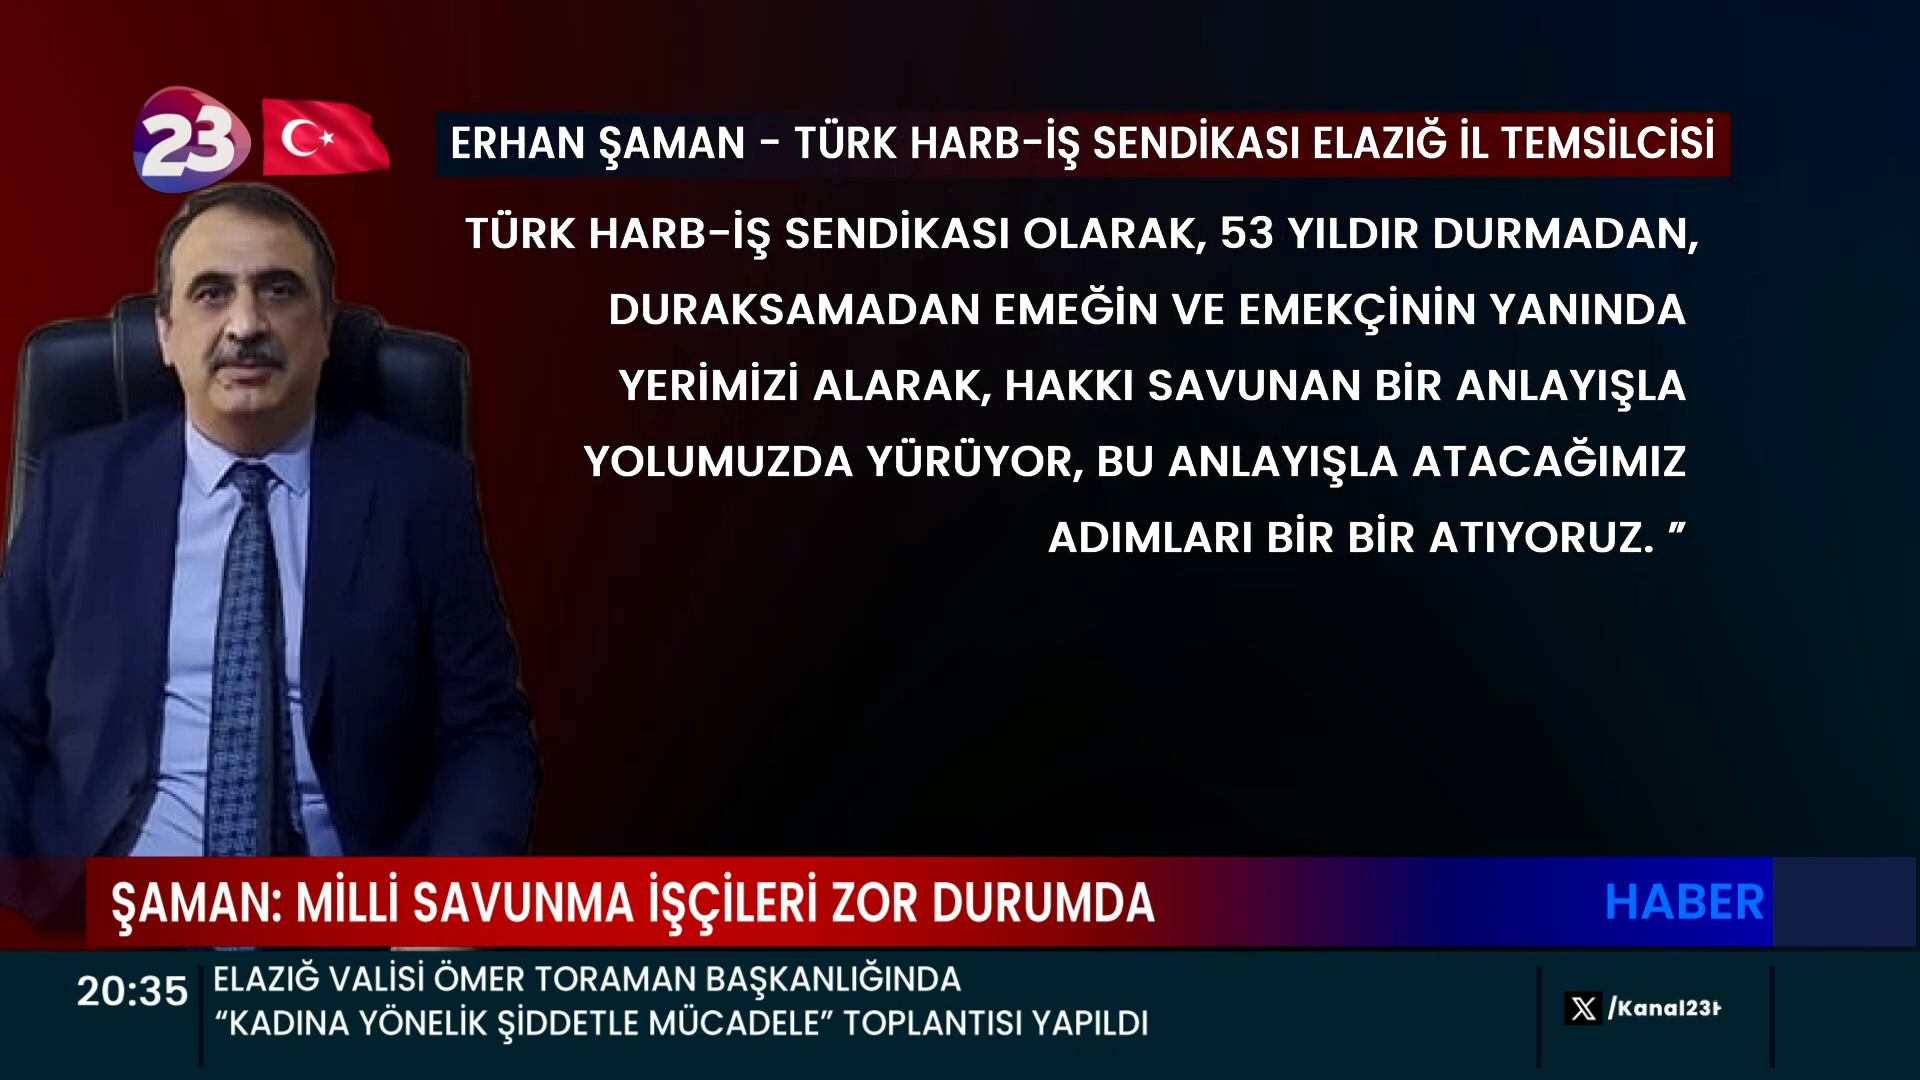 23
ERHAN ŞAMAN - TÜRK HARB-İŞ SENDİKASI ELAZIĞ İL TEMSİLCİSİ
TÜRK HARB-İŞ SENDİKASI OLARAK, 53 YILDIR DURMADAN,
DURAKSAMADAN EMEĞİN VE EMEKÇİNİN YANINDA
YERİMİZİ ALARAK, HAKKI SAVUNAN BİR ANLAYIŞLA
YOLUMUZDA YÜRÜYOR, BU ANLAYIŞLA ATACAĞIMIZ
ADIMLARI BİR BİR ATIYORUZ. ”
ŞAMAN: MİLLİ SAVUNMA İŞÇİLERİ ZOR DURUMDA
HABER
20:35
ELAZIĞ VALİSİ ÖMER TORAMAN BAŞKANLIĞINDA
“KADINA YÖNELİK ŞİDDETLE MÜCADELE” TOPLANTISI YAPILDI
/Kanal23